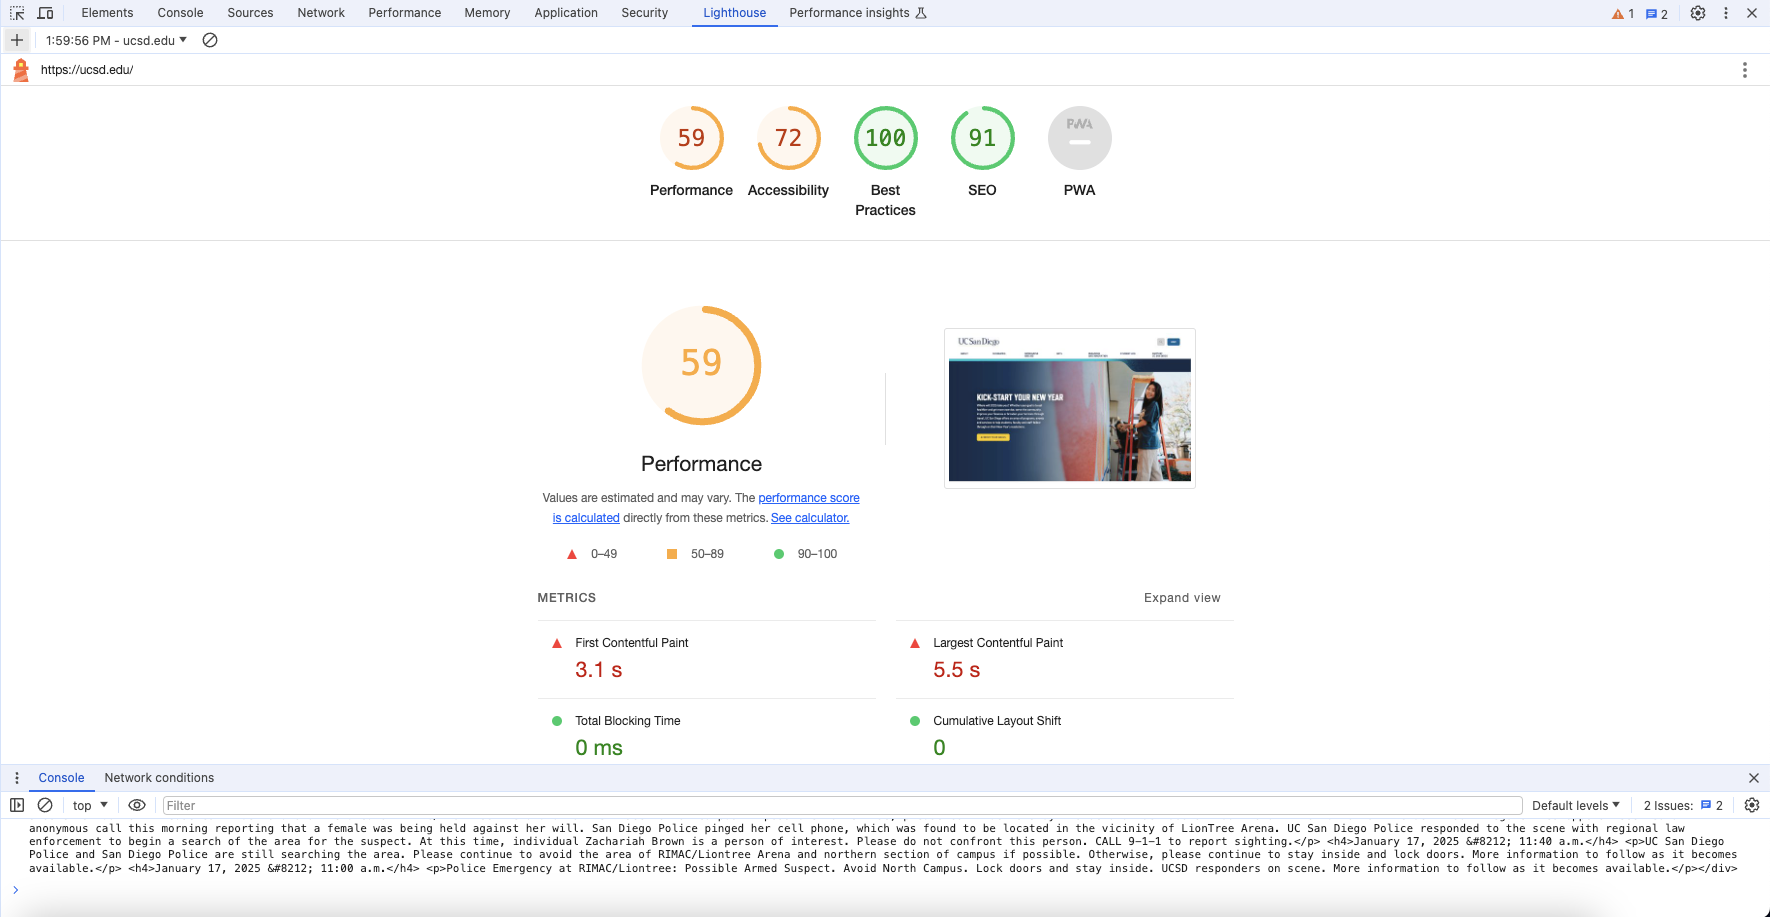 Elements Console Sources Network Performance Memory Application Security Lighthouse Performance insights 1 2
1:59:56 PM - ucsd.edu
https://ucsd.edu/
59 72 100 91 PWA
Performance Accessibility Best Practices SEO PWA
59
Performance
Values are estimated and may vary. The performance score
is calculated directly from these metrics. See calculator.
0–49 50–89 90–100
UC San Diego
KICK-START YOUR NEW YEAR
METRICS Expand view
First Contentful Paint
3.1 s
Largest Contentful Paint
5.5 s
Total Blocking Time
0 ms
Cumulative Layout Shift
0
Console Network conditions
top Filter Default levels 2 Issues: 2
anonymous call this morning reporting that a female was being held against her will. San Diego Police pinged her cell phone, which was found to be located in the vicinity of LionTree Arena. UC San Diego Police responded to the scene with regional law
enforcement to begin a search of the area for the suspect. At this time, individual Zachariah Brown is a person of interest. Please do not confront this person. CALL 9-1-1 to report sighting.</p> <h4>January 17, 2025 &#8212; 11:40 a.m.</h4> <p>UC San Diego
Police and San Diego Police are still searching the area. Please continue to avoid the area of RIMAC/Liontree Arena and northern section of campus if possible. Otherwise, please continue to stay inside and lock doors. More information to follow as it becomes
available.</p> <h4>January 17, 2025 &#8212; 11:00 a.m.</h4> <p>Police Emergency at RIMAC/Liontree: Possible Armed Suspect. Avoid North Campus. Lock doors and stay inside. UCSD responders on scene. More information to follow as it becomes available.</p></div>